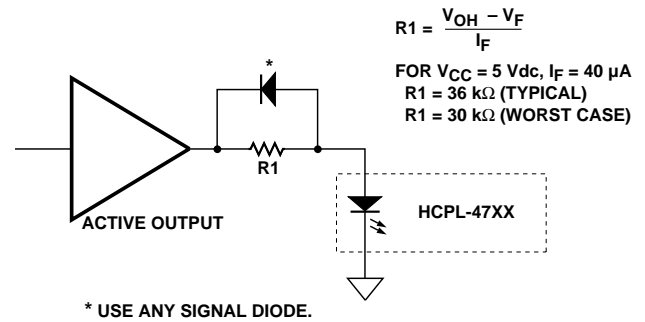 R1 = V_OH – V_F / I_F
FOR V_CC = 5 Vdc, I_F = 40 µA
R1 = 36 kΩ (TYPICAL)
R1 = 30 kΩ (WORST CASE)
*
R1
ACTIVE OUTPUT
HCPL-47XX
* USE ANY SIGNAL DIODE.